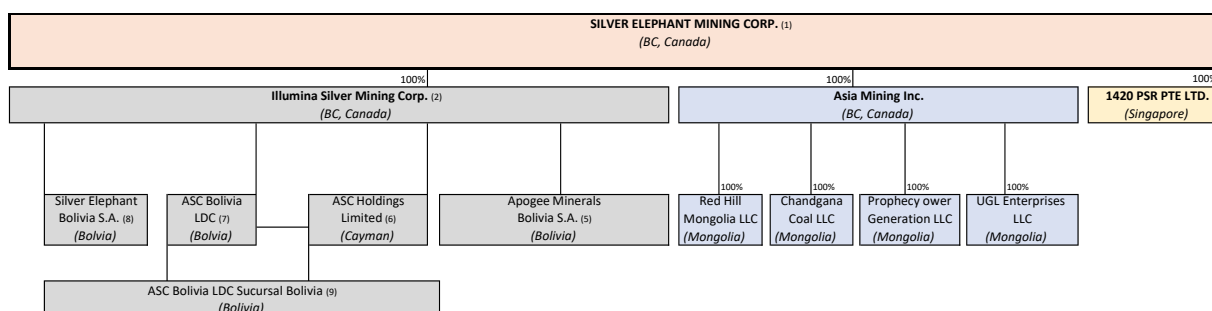 SILVER ELEPHANT MINING CORP. (1)
(BC, Canada)
100%
100%
100%
Illumina Silver Mining Corp. (2)
(BC, Canada)
Asia Mining Inc.
(BC, Canada)
1420 PSR PTE LTD.
(Singapore)
Silver Elephant
Bolivia S.A. (8)
(Bolvia)
ASC Bolivia
LDC (7)
(Bolvia)
ASC Holdings
Limited (6)
(Cayman)
Apogee Minerals
Bolivia S.A. (5)
(Bolivia)
100%
Red Hill
Mongolia LLC
(Mongolia)
100%
Chandgana
Coal LLC
(Mongolia)
100%
Prophecy ower
Generation LLC
(Mongolia)
100%
UGL Enterprises
LLC
(Mongolia)
ASC Bolivia LDC Sucursal Bolivia (9)
(Bolivia)